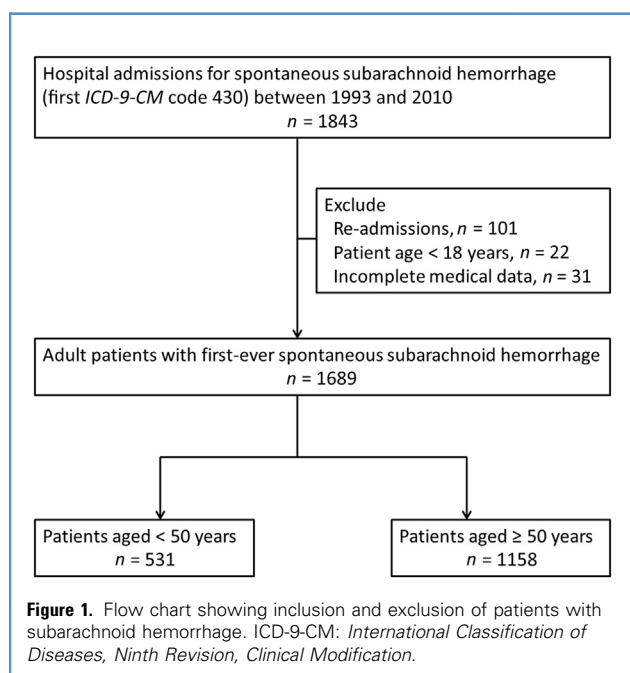 Hospital admissions for spontaneous subarachnoid hemorrhage
(first ICD-9-CM code 430) between 1993 and 2010
n = 1843
Exclude
Re-admissions, n = 101
Patient age < 18 years, n = 22
Incomplete medical data, n = 31
Adult patients with first-ever spontaneous subarachnoid hemorrhage
n = 1689
Patients aged < 50 years
n = 531
Patients aged ≥ 50 years
n = 1158
Figure 1. Flow chart showing inclusion and exclusion of patients with
subarachnoid hemorrhage. ICD-9-CM: International Classification of
Diseases, Ninth Revision, Clinical Modification.